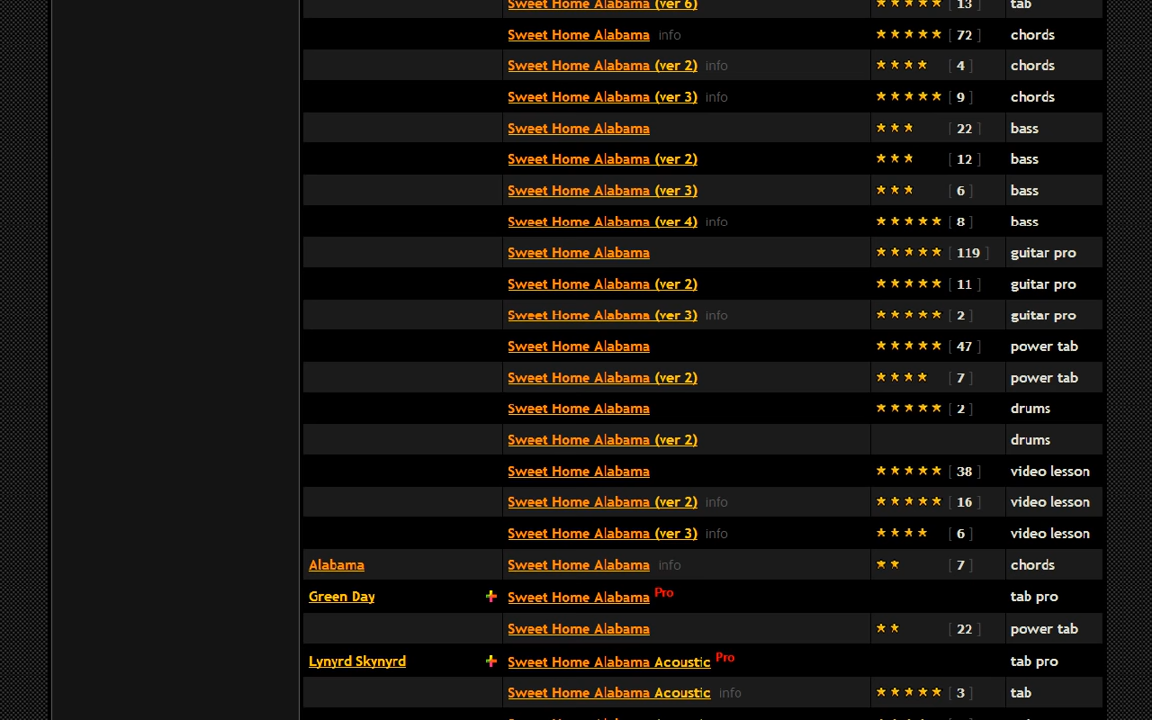 Sweet Home Alabama (ver 6) ★★★★★ [ 13 ] tab
Sweet Home Alabama info ★★★★★ [ 72 ] chords
Sweet Home Alabama (ver 2) info ★★★★ [ 4 ] chords
Sweet Home Alabama (ver 3) info ★★★★★ [ 9 ] chords
Sweet Home Alabama ★★★ [ 22 ] bass
Sweet Home Alabama (ver 2) ★★★ [ 12 ] bass
Sweet Home Alabama (ver 3) ★★★ [ 6 ] bass
Sweet Home Alabama (ver 4) info ★★★★★ [ 8 ] bass
Sweet Home Alabama ★★★★★ [ 119 ] guitar pro
Sweet Home Alabama (ver 2) ★★★★★ [ 11 ] guitar pro
Sweet Home Alabama (ver 3) info ★★★★★ [ 2 ] guitar pro
Sweet Home Alabama ★★★★★ [ 47 ] power tab
Sweet Home Alabama (ver 2) ★★★★ [ 7 ] power tab
Sweet Home Alabama ★★★★★ [ 2 ] drums
Sweet Home Alabama (ver 2) drums
Sweet Home Alabama ★★★★★ [ 38 ] video lesson
Sweet Home Alabama (ver 2) info ★★★★★ [ 16 ] video lesson
Sweet Home Alabama (ver 3) info ★★★★ [ 6 ] video lesson
Alabama Sweet Home Alabama info ★★ [ 7 ] chords
Green Day + Sweet Home Alabama Pro tab pro
Sweet Home Alabama ★★ [ 22 ] power tab
Lynyrd Skynyrd + Sweet Home Alabama Acoustic Pro tab pro
Sweet Home Alabama Acoustic info ★★★★★ [ 3 ] tab